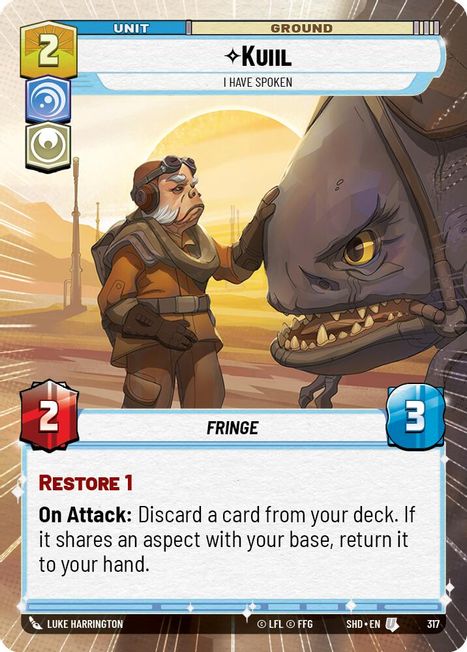 UNIT GROUND
2 ✧KUIIL
I HAVE SPOKEN
2 FRINGE 3
RESTORE 1
On Attack: Discard a card from your deck. If
it shares an aspect with your base, return it
to your hand.
LUKE HARRINGTON © LFL © FFG SHD • EN 317